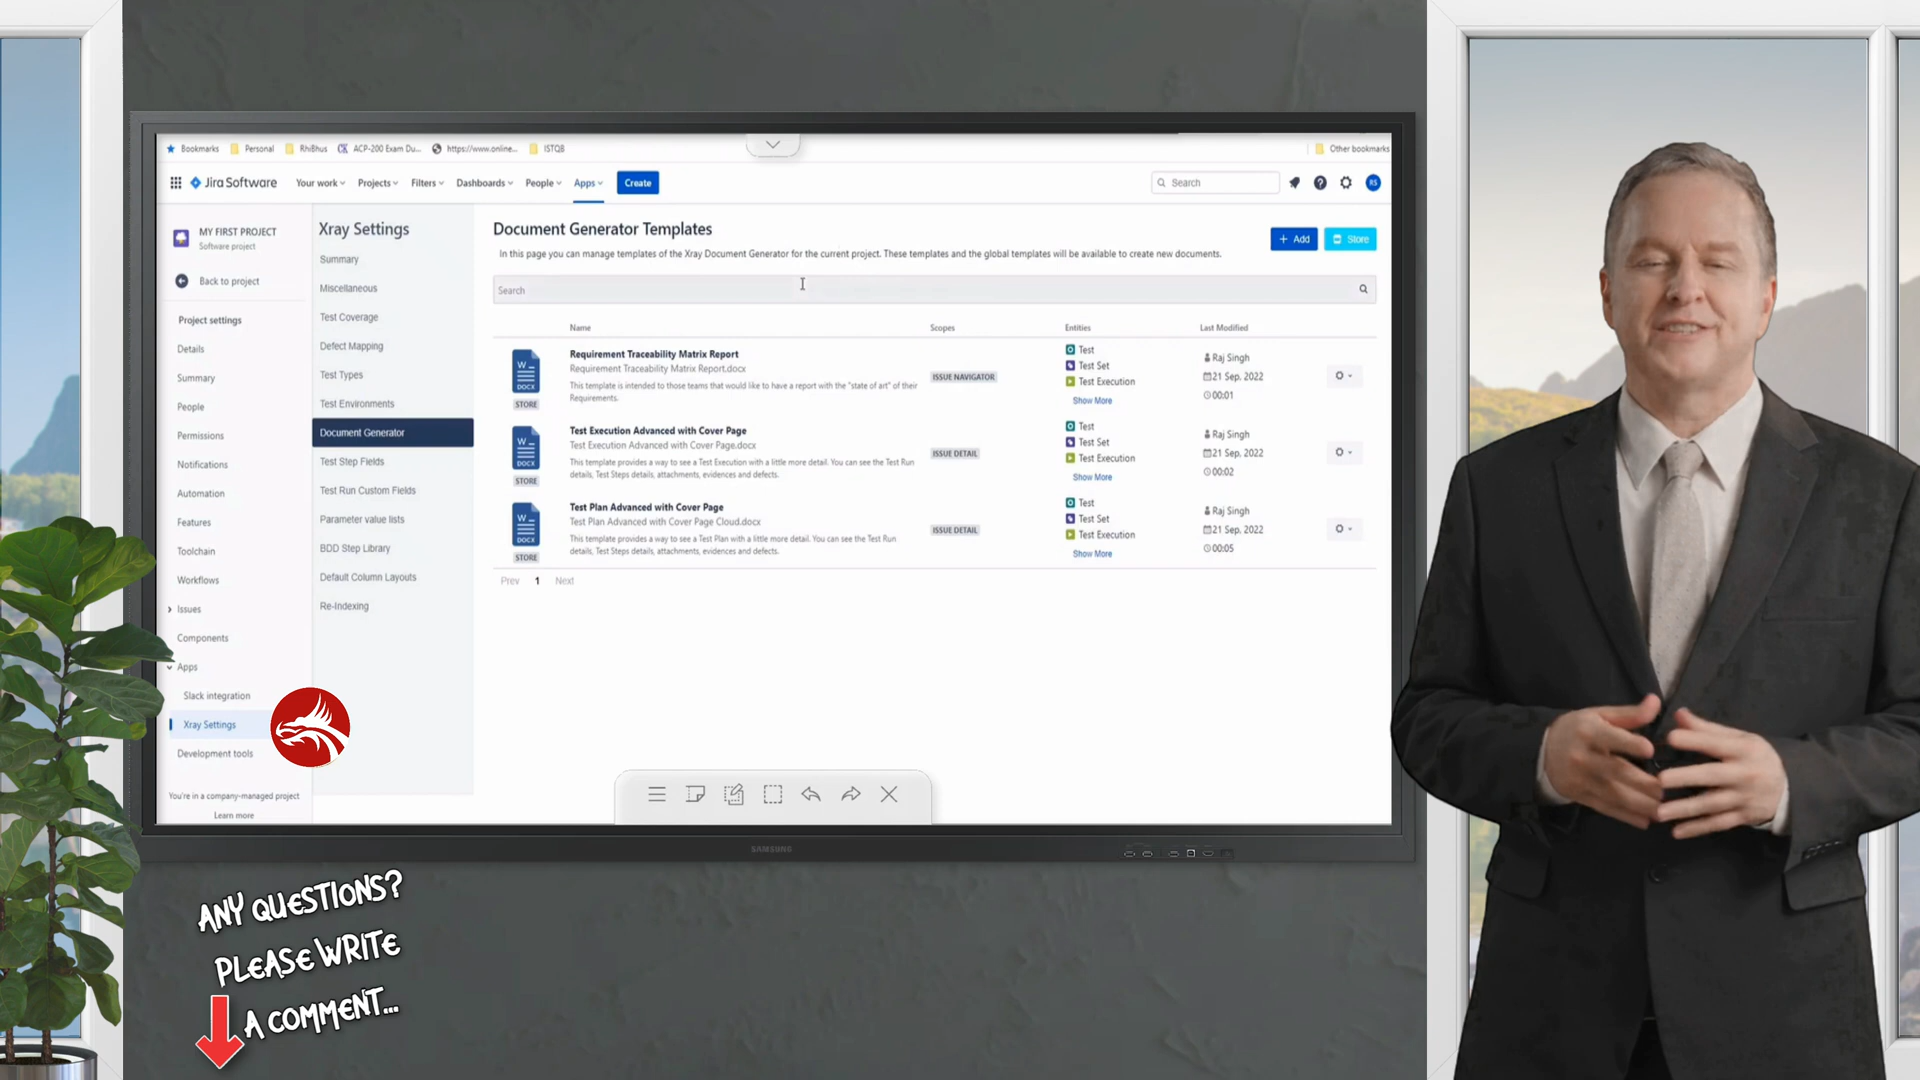 Bookmarks Personal RhiBhus ACP-200 Exam Du... https://www.online... ISTQB Other bookmarks
Jira Software Your work Projects Filters Dashboards People Apps Create Search RS
MY FIRST PROJECT
Software project
Back to project
Project settings
Details
Summary
People
Permissions
Notifications
Automation
Features
Toolchain
Workflows
Issues
Components
Apps
Slack integration
Xray Settings
Development tools
You're in a company-managed project
Learn more
Xray Settings
Summary
Miscellaneous
Test Coverage
Defect Mapping
Test Types
Test Environments
Document Generator
Test Step Fields
Test Run Custom Fields
Parameter value lists
BDD Step Library
Default Column Layouts
Re-Indexing
Document Generator Templates
+ Add Store
In this page you can manage templates of the Xray Document Generator for the current project. These templates and the global templates will be available to create new documents.
Search
Name Scopes Entities Last Modified
W
DOCX
STORE
Requirement Traceability Matrix Report
Requirement Traceability Matrix Report.docx
This template is intended to those teams that would like to have a report with the "state of art" of their
Requirements.
ISSUE NAVIGATOR
Test
Test Set
Test Execution
Show More
Raj Singh
21 Sep, 2022
00:01
W
DOCX
STORE
Test Execution Advanced with Cover Page
Test Execution Advanced with Cover Page.docx
This template provides a way to see a Test Execution with a little more detail. You can see the Test Run
details, Test Steps details, attachments, evidences and defects.
ISSUE DETAIL
Test
Test Set
Test Execution
Show More
Raj Singh
21 Sep, 2022
00:02
W
DOCX
STORE
Test Plan Advanced with Cover Page
Test Plan Advanced with Cover Page Cloud.docx
This template provides a way to see a Test Plan with a little more detail. You can see the Test Run
details, Test Steps details, attachments, evidences and defects.
ISSUE DETAIL
Test
Test Set
Test Execution
Show More
Raj Singh
21 Sep, 2022
00:05
Prev 1 Next
SAMSUNG
ANY QUESTIONS?
PLEASE WRITE
A COMMENT...